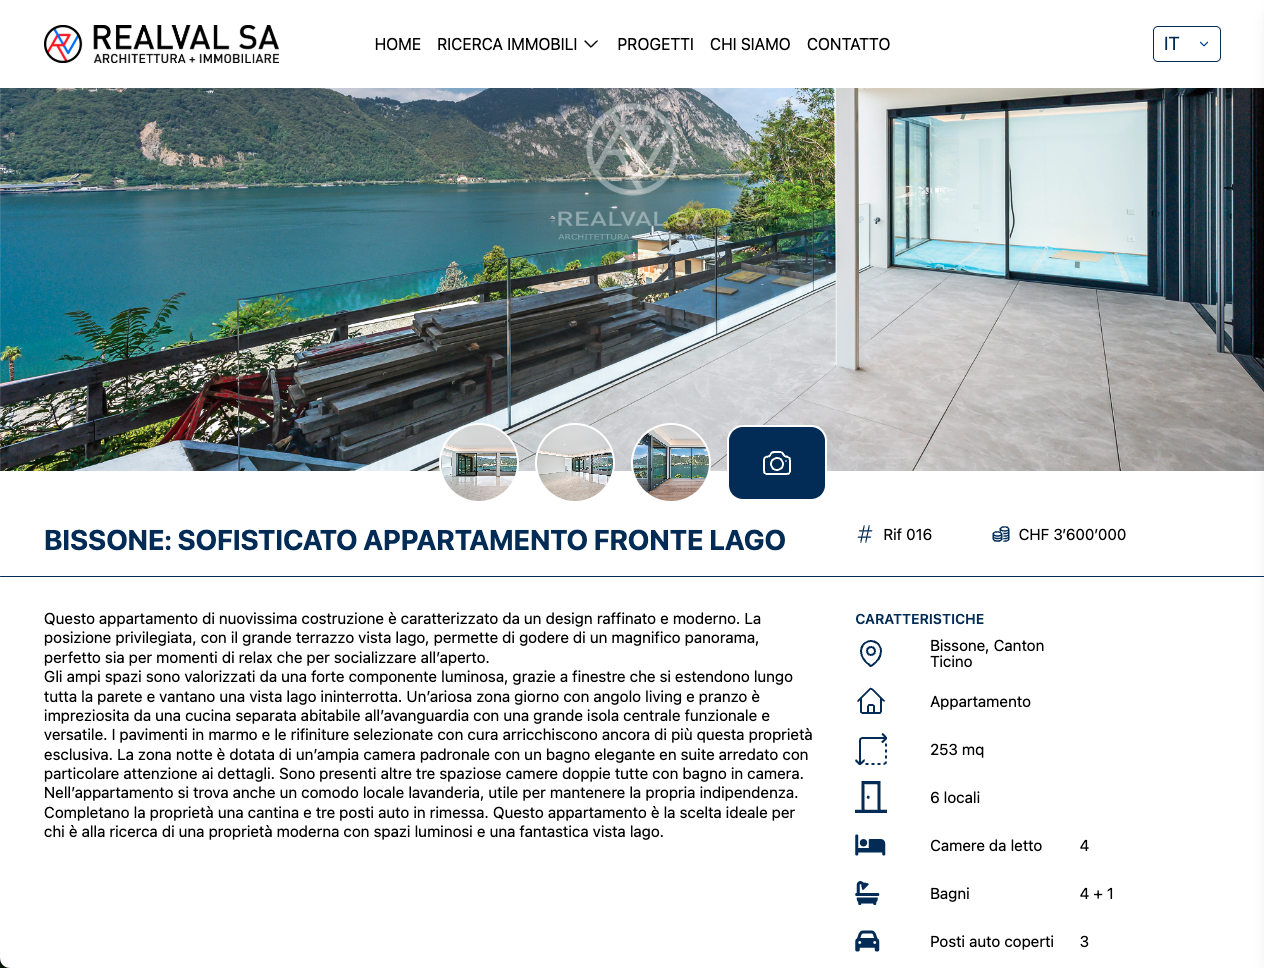 REALVAL SA
ARCHITETTURA + IMMOBILIARE
HOME RICERCA IMMOBILI PROGETTI CHI SIAMO CONTATTO
IT
REALVAL SA
ARCHITETTURA
BISSONE: SOFISTICATO APPARTAMENTO FRONTE LAGO
# Rif 016
CHF 3’600’000
Questo appartamento di nuovissima costruzione è caratterizzato da un design raffinato e moderno. La
posizione privilegiata, con il grande terrazzo vista lago, permette di godere di un magnifico panorama,
perfetto sia per momenti di relax che per socializzare all’aperto.
Gli ampi spazi sono valorizzati da una forte componente luminosa, grazie a finestre che si estendono lungo
tutta la parete e vantano una vista lago ininterrotta. Un’ariosa zona giorno con angolo living e pranzo è
impreziosita da una cucina separata abitabile all’avanguardia con una grande isola centrale funzionale e
versatile. I pavimenti in marmo e le rifiniture selezionate con cura arricchiscono ancora di più questa proprietà
esclusiva. La zona notte è dotata di un’ampia camera padronale con un bagno elegante en suite arredato con
particolare attenzione ai dettagli. Sono presenti altre tre spaziose camere doppie tutte con bagno in camera.
Nell’appartamento si trova anche un comodo locale lavanderia, utile per mantenere la propria indipendenza.
Completano la proprietà una cantina e tre posti auto in rimessa. Questo appartamento è la scelta ideale per
chi è alla ricerca di una proprietà moderna con spazi luminosi e una fantastica vista lago.
CARATTERISTICHE
Bissone, Canton
Ticino
Appartamento
253 mq
6 locali
Camere da letto 4
Bagni 4 + 1
Posti auto coperti 3